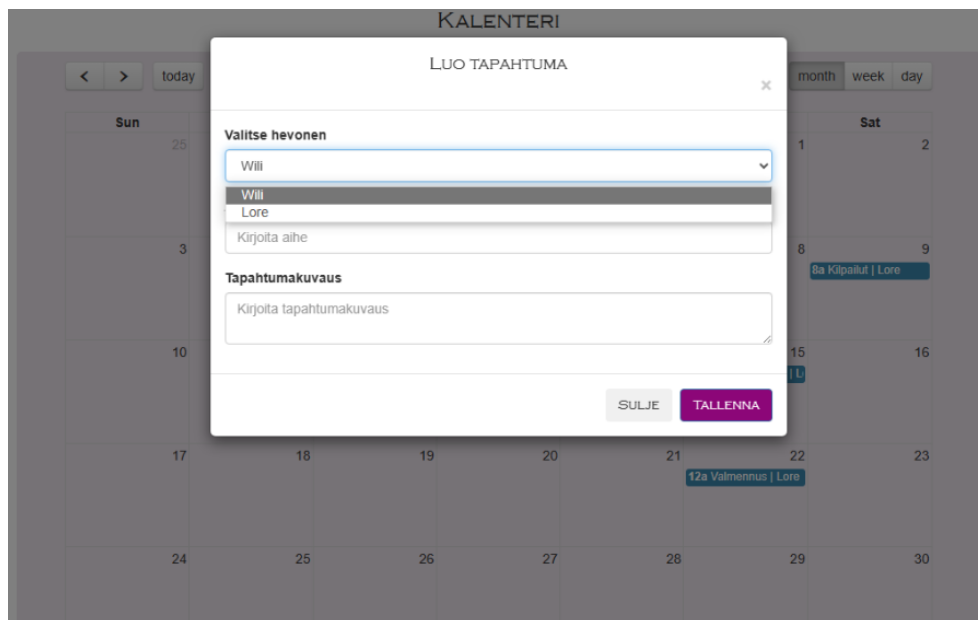 KALENTERI
LUO TAPAHTUMA
×
< > today
month week day
Sun
Sat
Valitse hevonen
Wili
Wili
Lore
Kirjoita aihe
Tapahtumakuvaus
Kirjoita tapahtumakuvaus
SULJE TALLENNA
25 1 2
3 8 9
8a Kilpailut | Lore
10 15 16
17 18 19 20 21 22 23
12a Valmennus | Lore
24 25 26 27 28 29 30